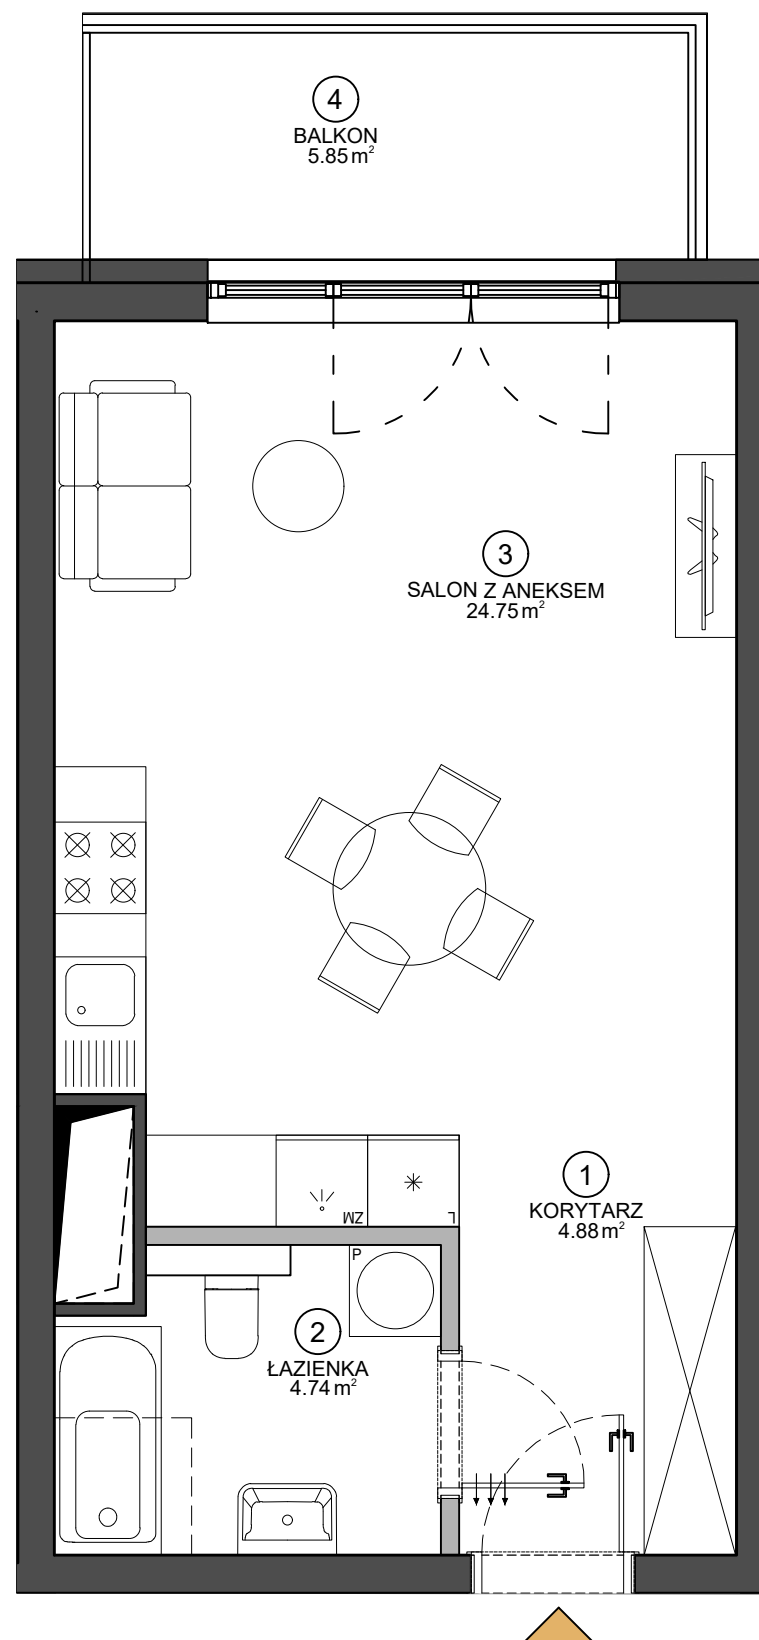 4
BALKON
5.85 m²
3
SALON Z ANEKSEM
24.75 m²
1
KORYTARZ
4.88 m²
ZM
L
P
2
ŁAZIENKA
4.74 m²